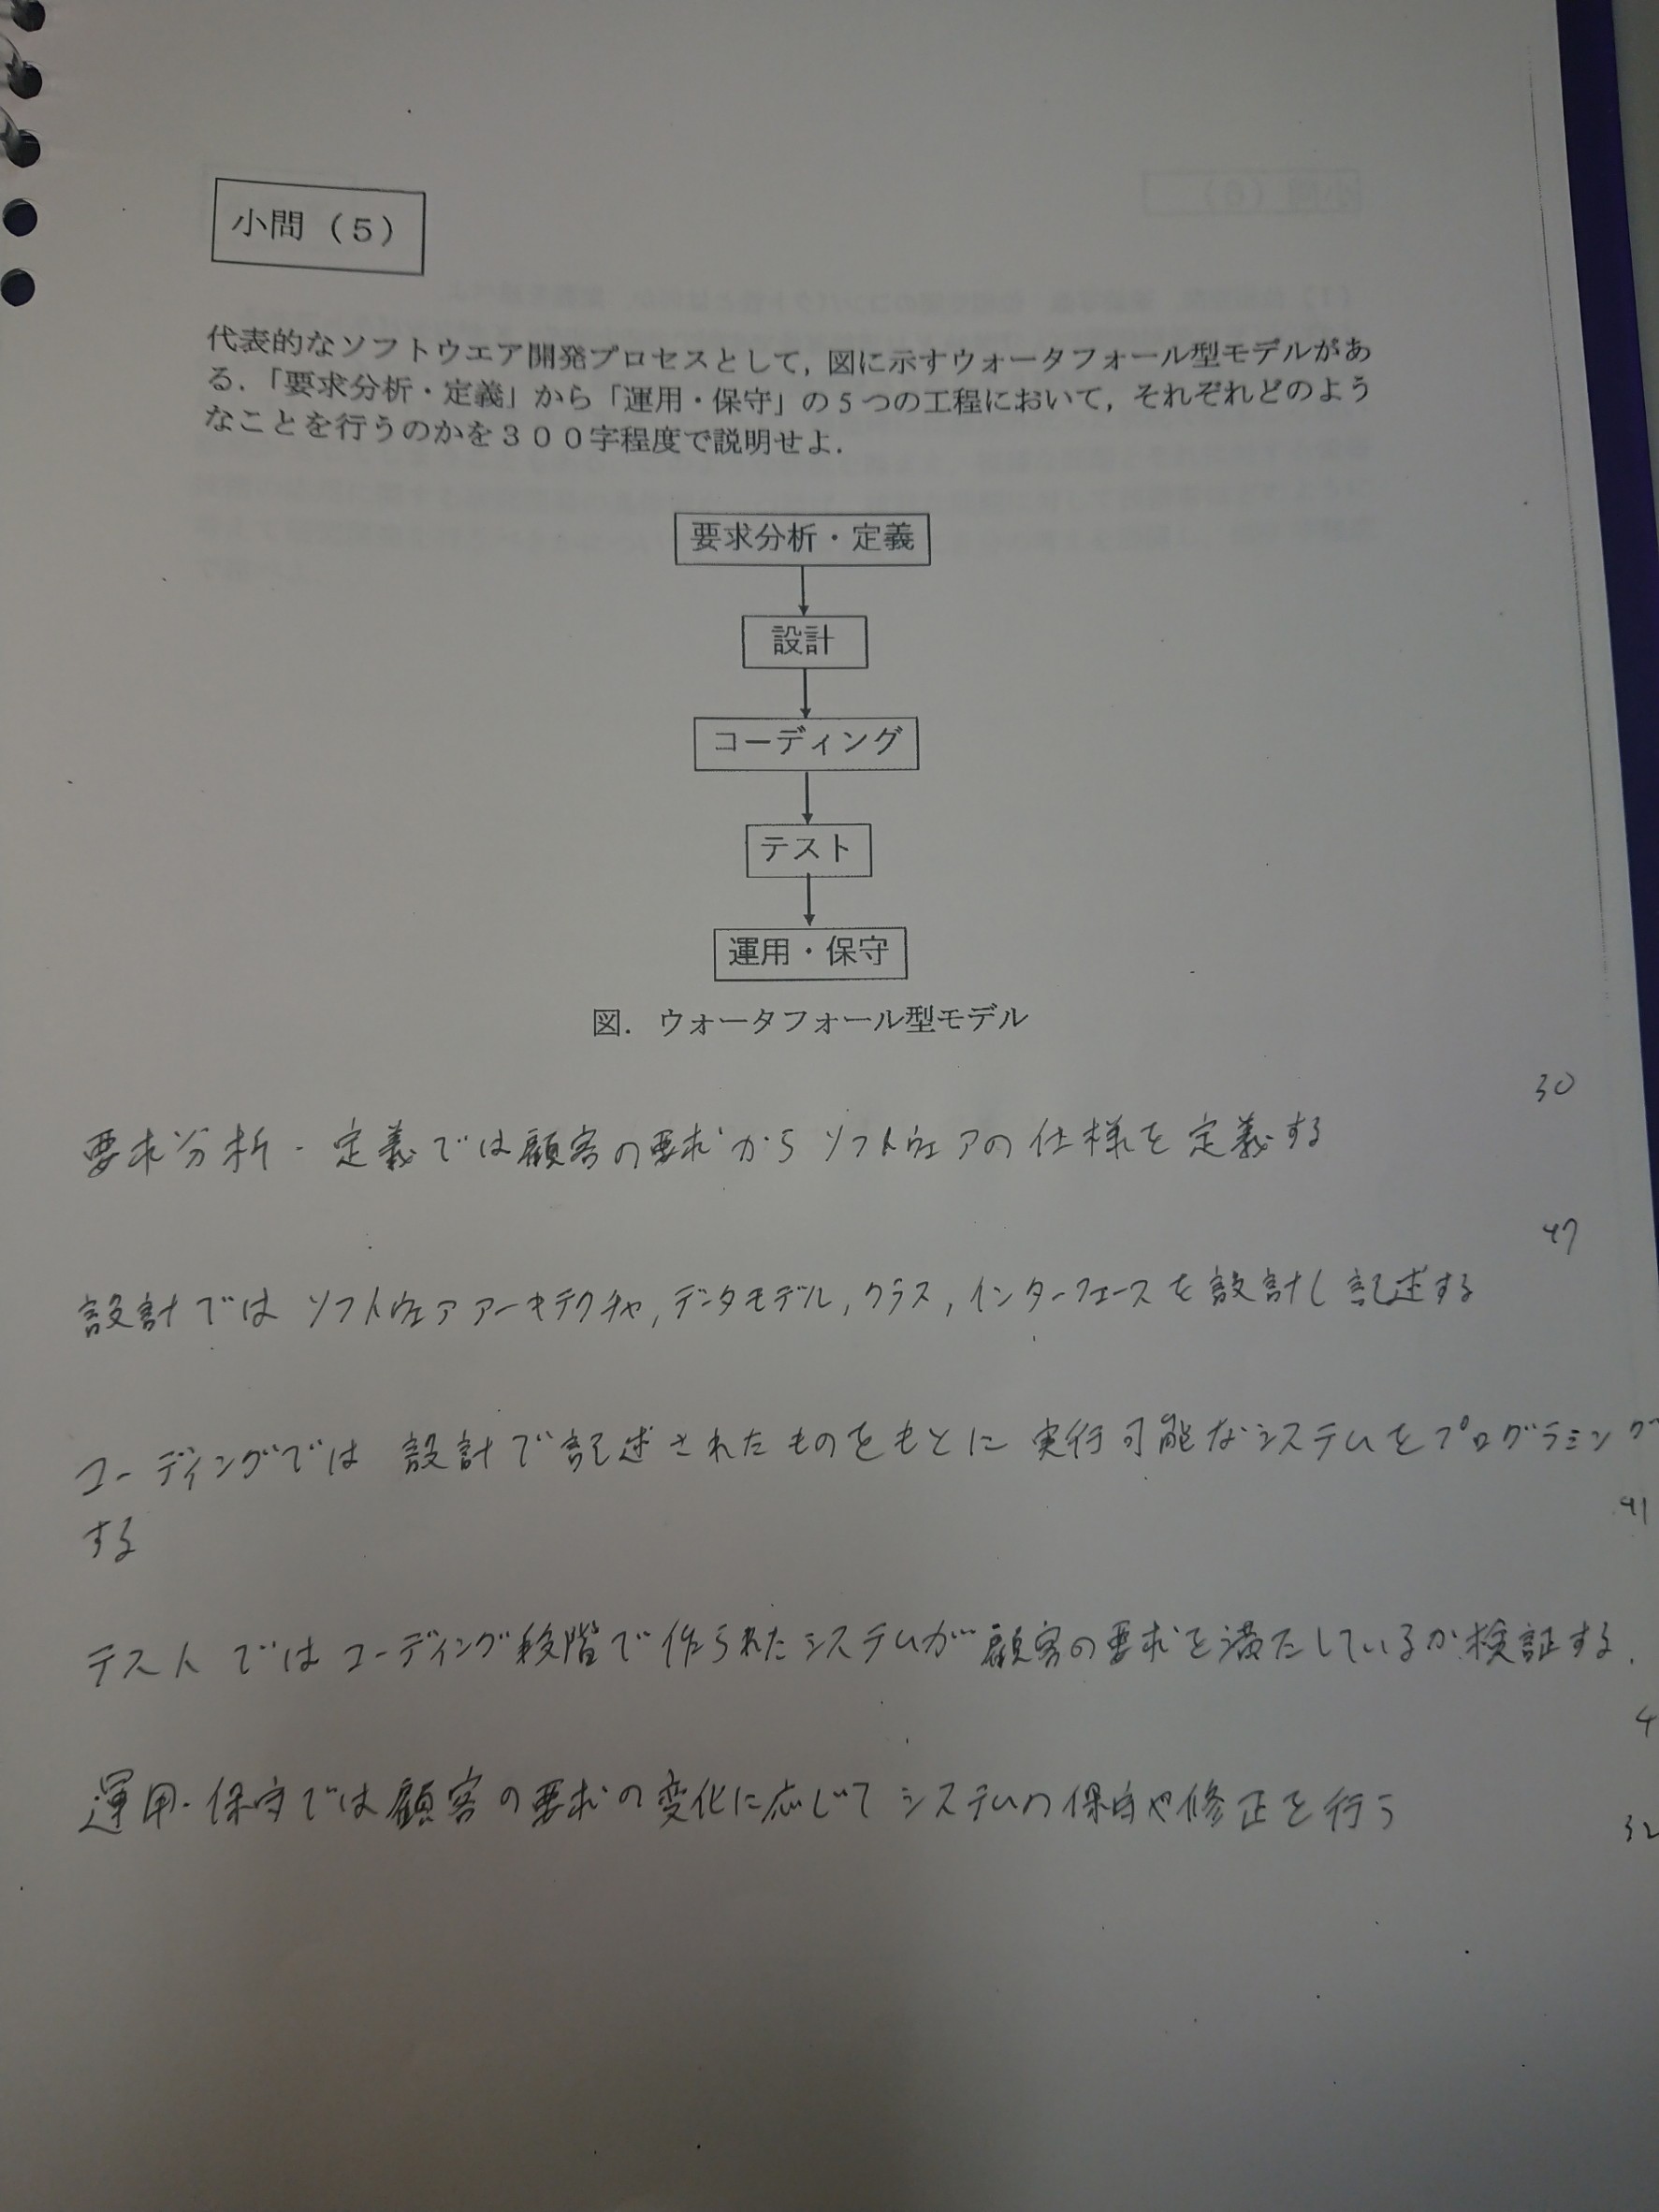 小問（5）
代表的なソフトウエア開発プロセスとして，図に示すウォータフォール型モデルがあ
る．「要求分析・定義」から「運用・保守」の5つの工程において，それぞれどのよう
なことを行うのかを３００字程度で説明せよ．
要求分析・定義
設計
コーディング
テスト
運用・保守
図．ウォータフォール型モデル
30
要求分析・定義では顧客の要求からソフトウェアの仕様を定義する
47
設計ではソフトウェアアーキテクチャ,データモデル,クラス,インターフェースを設計し記述する
コーディングでは設計で記述されたものをもとに実行可能なシステムをプログラミング
41
する
テストではコーディング段階で作られたシステムが顧客の要求を満たしているか検証する.
4
運用・保守では顧客の要求の変化に応じてシステムの保守や修正を行う
32